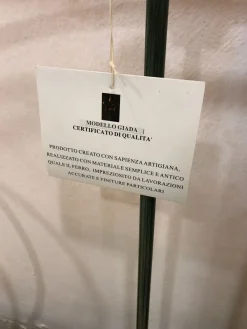 MODELLO GIADA
CERTIFICATO DI QUALITA'
PRODOTTO CREATO CON SAPIENZA ARTIGIANA,
REALIZZATO CON MATERIALE SEMPLICE E ANTICO
QUALE IL FERRO, IMPREZIOSITO DA LAVORAZIONI
ACCURATE E FINITURE PARTICOLARI